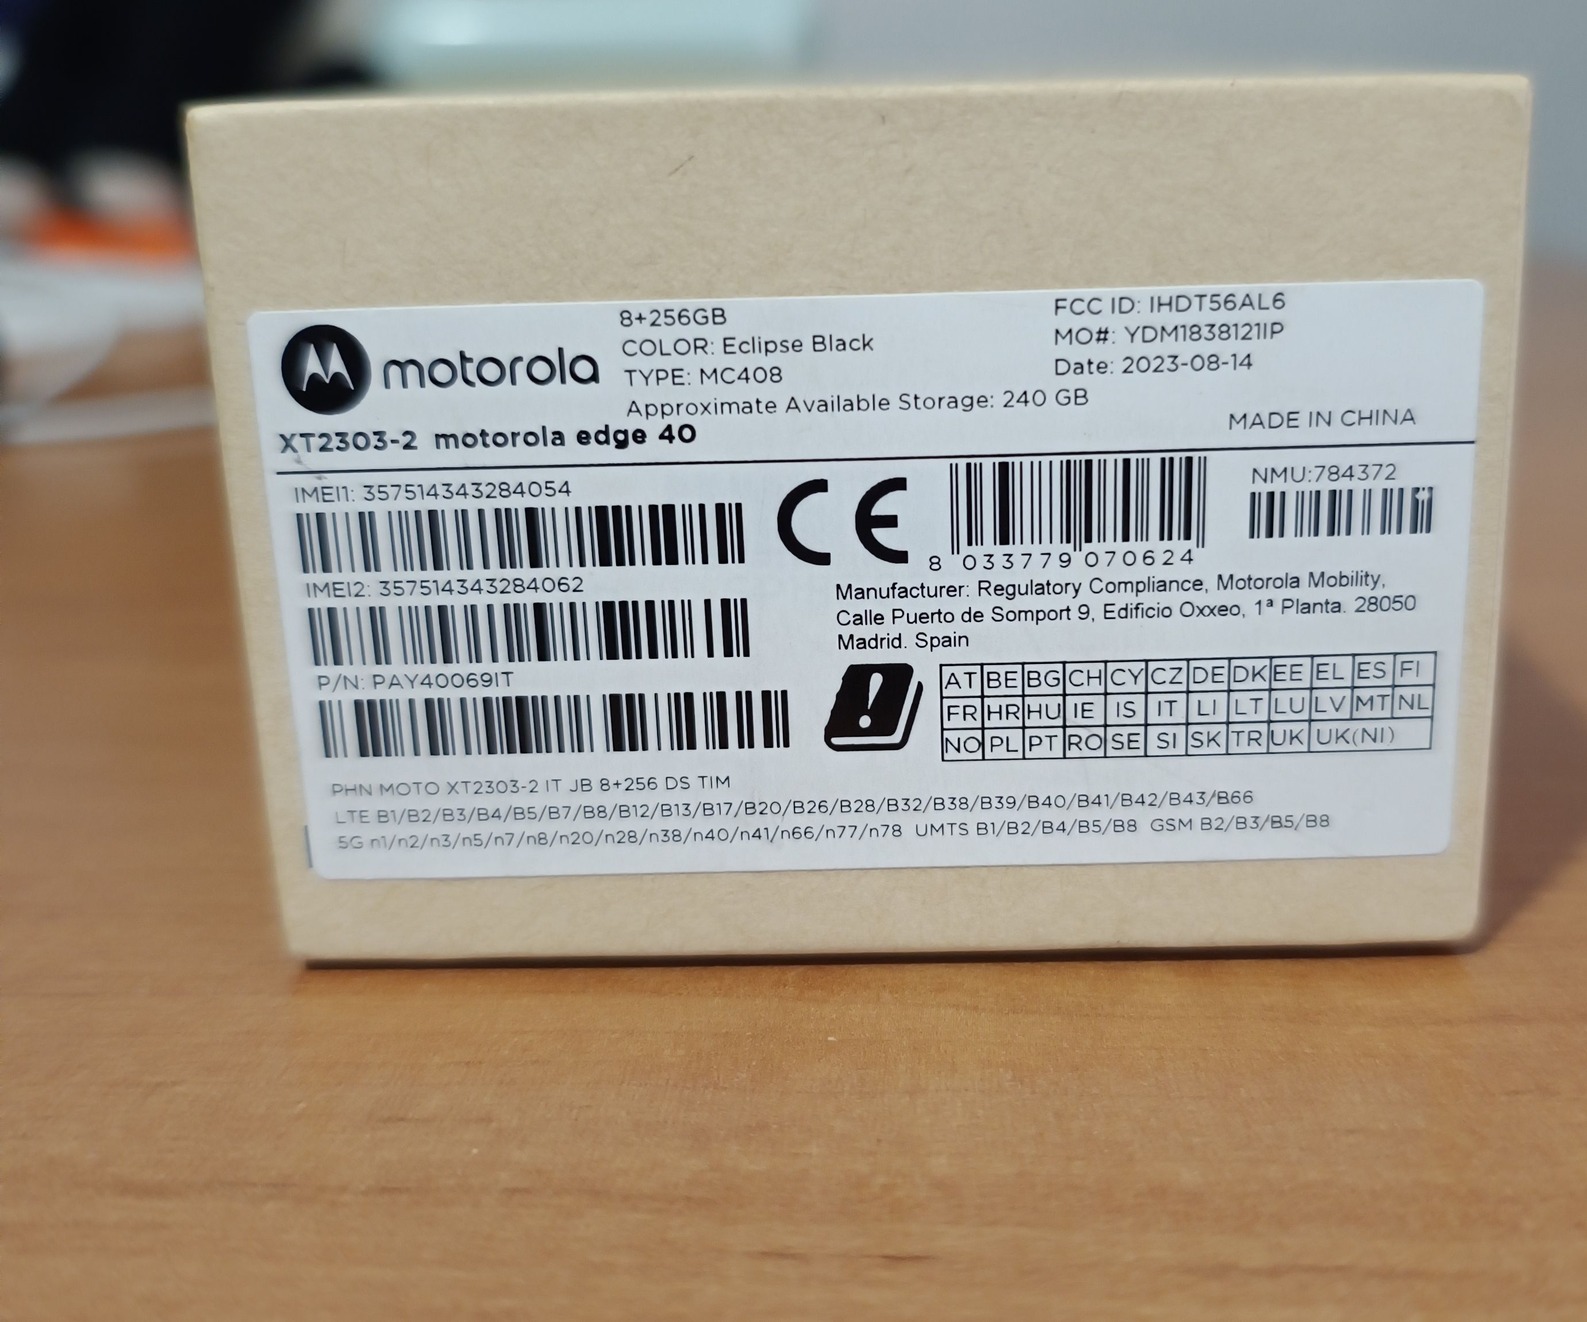 motorola
8+256GB
COLOR: Eclipse Black
TYPE: MC408
Approximate Available Storage: 240 GB
FCC ID: IHDT56AL6
MO#: YDM1838121IP
Date: 2023-08-14
MADE IN CHINA
XT2303-2 motorola edge 40
IMEI1: 357514343284054
IMEI2: 357514343284062
P/N: PAY40069IT
CE
8 033779 070624
NMU:784372
Manufacturer: Regulatory Compliance, Motorola Mobility,
Calle Puerto de Somport 9, Edificio Oxxeo, 1ª Planta. 28050
Madrid. Spain
AT BE BG CH CY CZ DE DK EE EL ES FI
FR HR HU IE IS IT LI LT LU LV MT NL
NO PL PT RO SE SI SK TR UK UK(NI)
PHN MOTO XT2303-2 IT JB 8+256 DS TIM
LTE B1/B2/B3/B4/B5/B7/B8/B12/B13/B17/B20/B26/B28/B32/B38/B39/B40/B41/B42/B43/B66
5G n1/n2/n3/n5/n7/n8/n20/n28/n38/n40/n41/n66/n77/n78 UMTS B1/B2/B4/B5/B8 GSM B2/B3/B5/B8